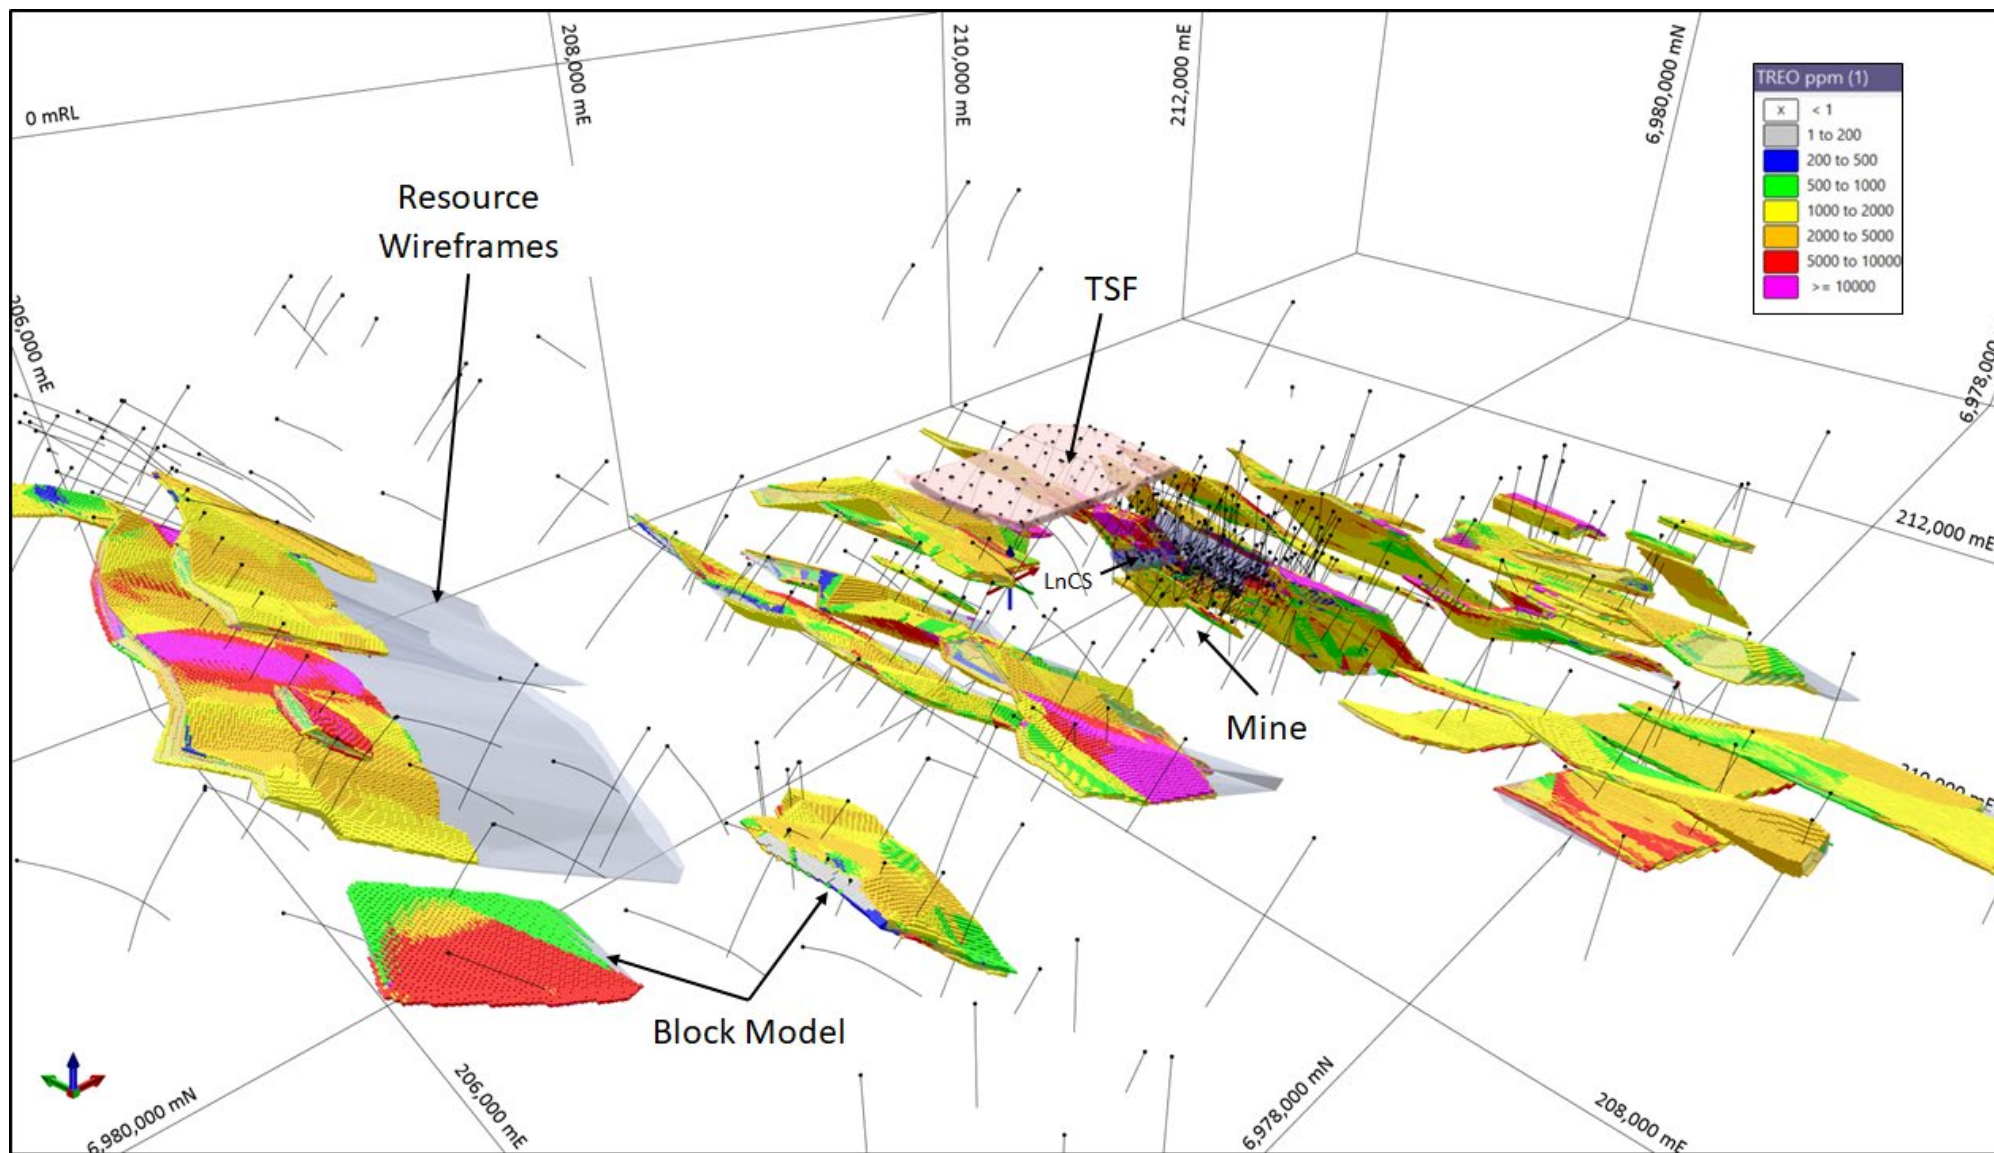 208,000 mE
210,000 mE
212,000 mE
6,980,000 mN
TREO ppm (1)
x < 1
1 to 200
200 to 500
500 to 1000
1000 to 2000
2000 to 5000
5000 to 10000
>= 10000
0 mRL
Resource
Wireframes
TSF
206,000 mE
6,978,000
212,000 mE
LnCS
Mine
210,000 mE
Block Model
6,980,000 mN
206,000 mE
6,978,000 mN
208,000 mE